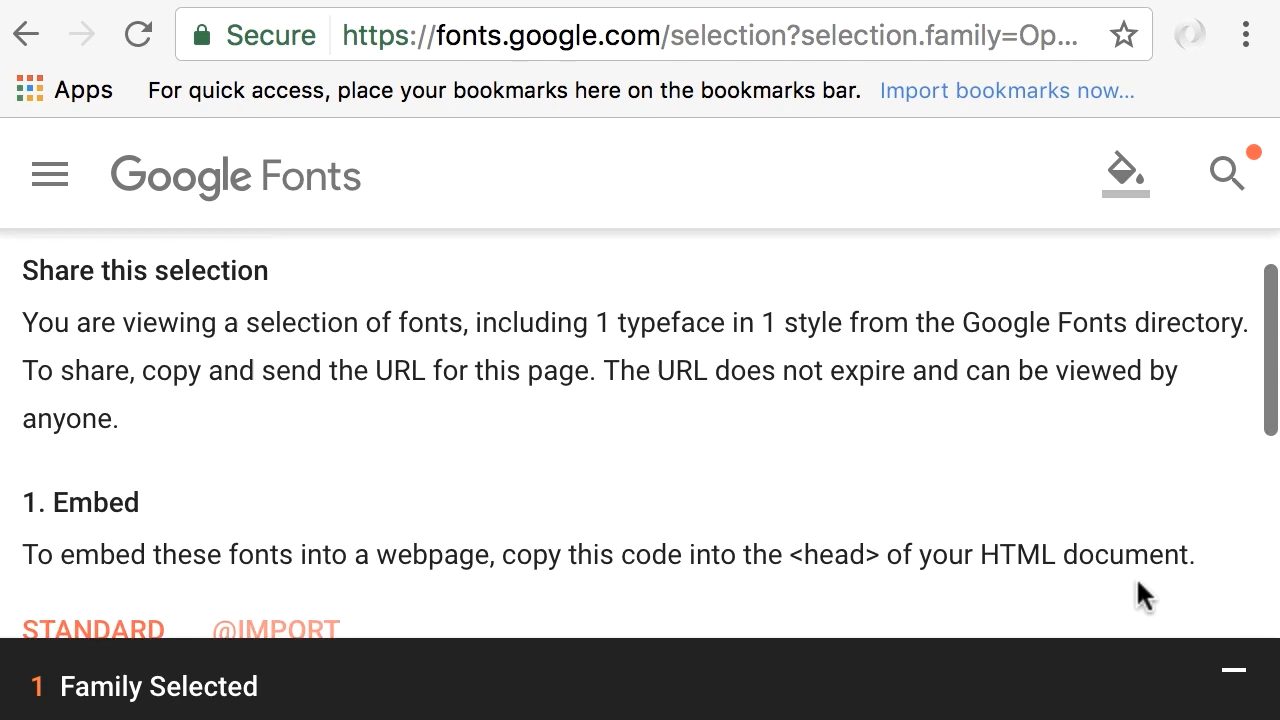 Secure https://fonts.google.com/selection?selection.family=Op...
Apps For quick access, place your bookmarks here on the bookmarks bar. Import bookmarks now...
Google Fonts
Share this selection
You are viewing a selection of fonts, including 1 typeface in 1 style from the Google Fonts directory.
To share, copy and send the URL for this page. The URL does not expire and can be viewed by
anyone.
1. Embed
To embed these fonts into a webpage, copy this code into the <head> of your HTML document.
STANDARD @IMPORT
1 Family Selected